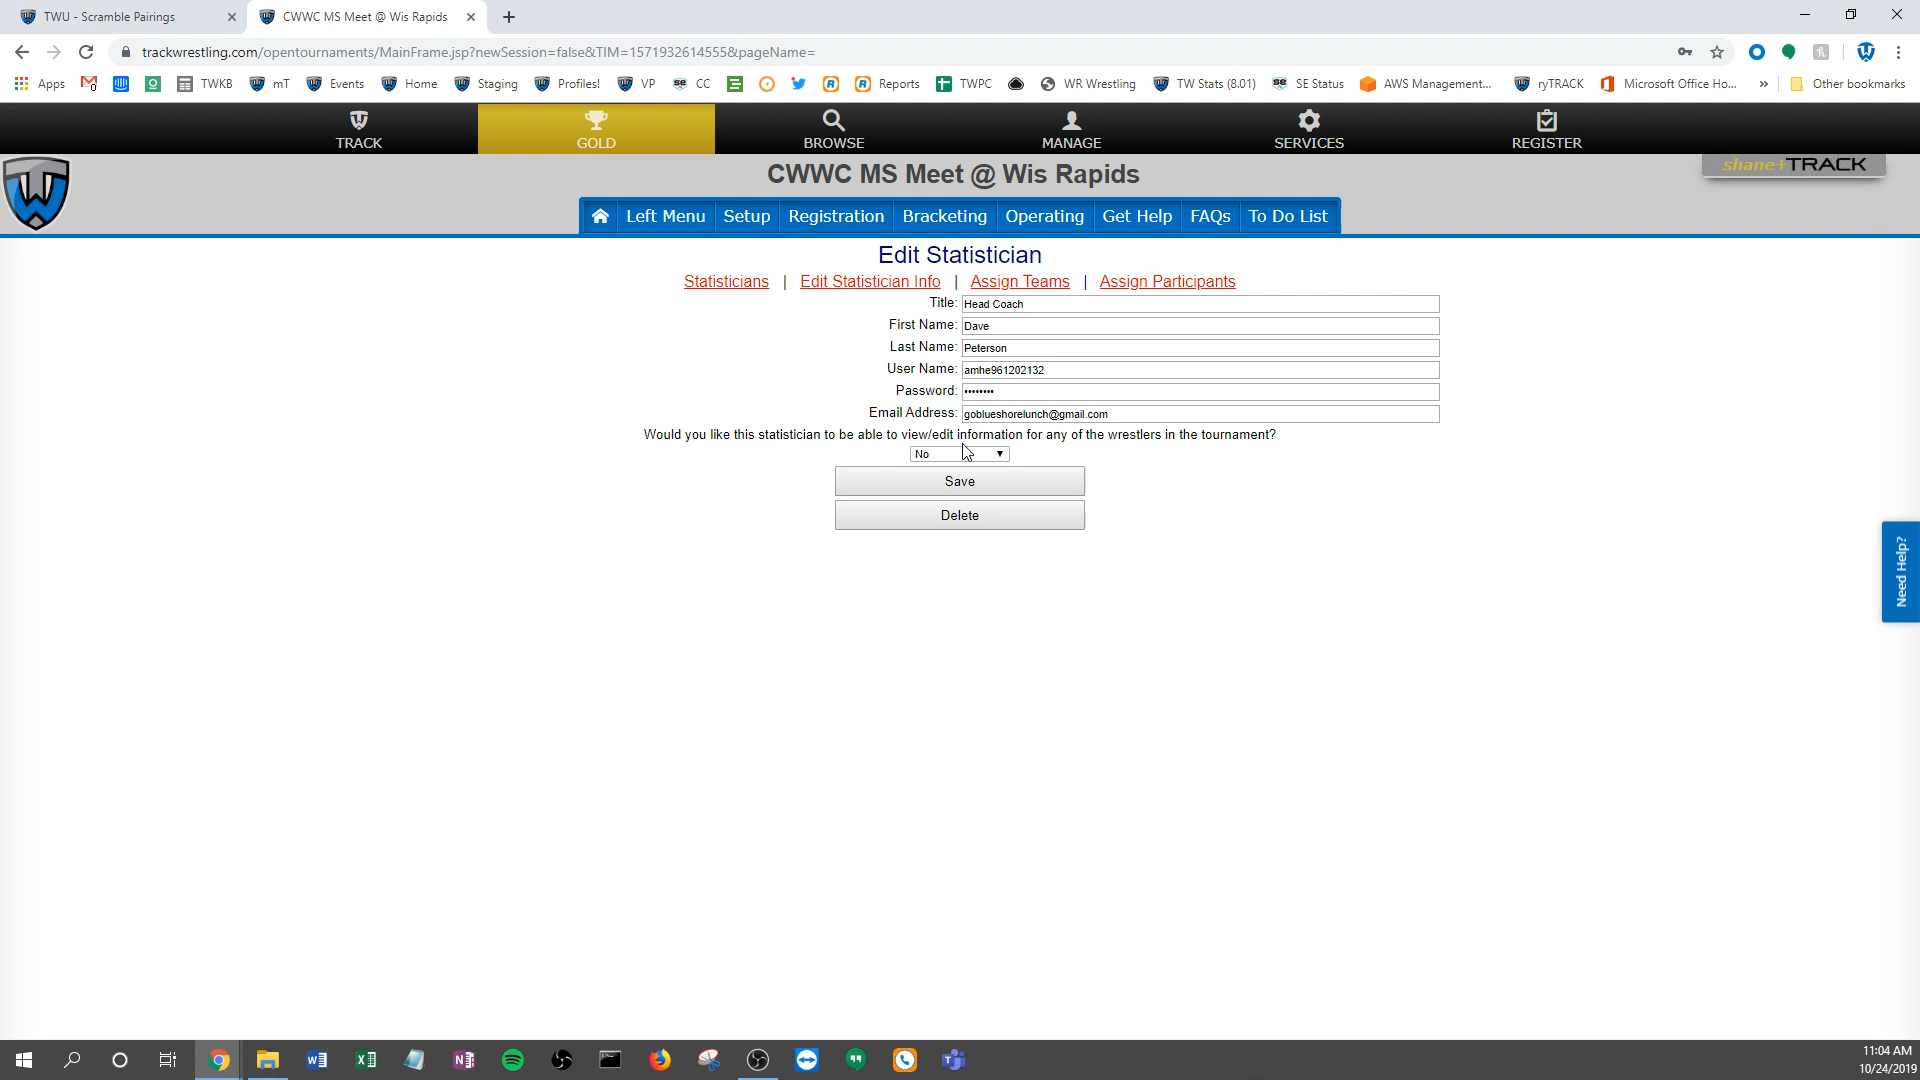 TWU - Scramble Pairings
CWWC MS Meet @ Wis Rapids
trackwrestling.com/opentournaments/MainFrame.jsp?newSession=false&TIM=1571932614555&pageName=
Apps TWKB mT Events Home Staging Profiles! VP CC Reports TWPC WR Wrestling TW Stats (8.01) SE Status AWS Management... ryTRACK Microsoft Office Ho... » Other bookmarks
TRACK GOLD BROWSE MANAGE SERVICES REGISTER
CWWC MS Meet @ Wis Rapids
shane+TRACK
Left Menu Setup Registration Bracketing Operating Get Help FAQs To Do List
Edit Statistician
Statisticians | Edit Statistician Info | Assign Teams | Assign Participants
Title: Head Coach
First Name: Dave
Last Name: Peterson
User Name: amhe961202132
Password: ••••••••
Email Address: goblueshorelunch@gmail.com
Would you like this statistician to be able to view/edit information for any of the wrestlers in the tournament?
No
Save
Delete
Need Help?
11:04 AM
10/24/2019